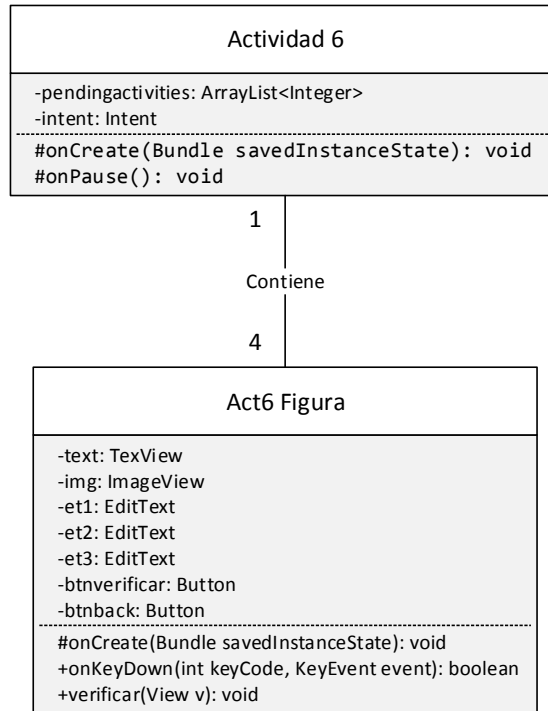 Actividad 6
-pendingactivities: ArrayList<Integer>
-intent: Intent
#onCreate(Bundle savedInstanceState): void
#onPause(): void
1
Contiene
4
Act6 Figura
-text: TexView
-img: ImageView
-et1: EditText
-et2: EditText
-et3: EditText
-btnverificar: Button
-btnback: Button
#onCreate(Bundle savedInstanceState): void
+onKeyDown(int keyCode, KeyEvent event): boolean
+verificar(View v): void